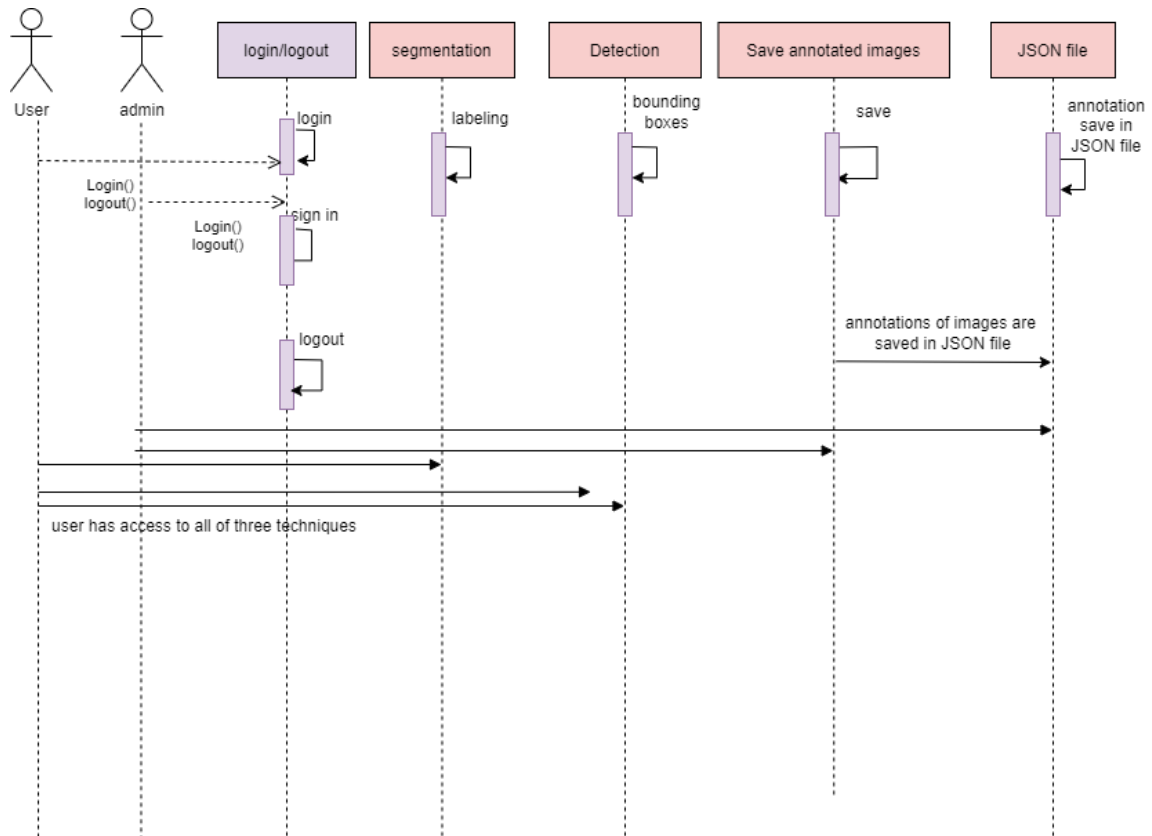 login/logout
segmentation
Detection
Save annotated images
JSON file
User
admin
login
labeling
bounding
boxes
save
annotation
save in
JSON file
Login()
logout()
sign in
Login()
logout()
logout
annotations of images are
saved in JSON file
user has access to all of three techniques